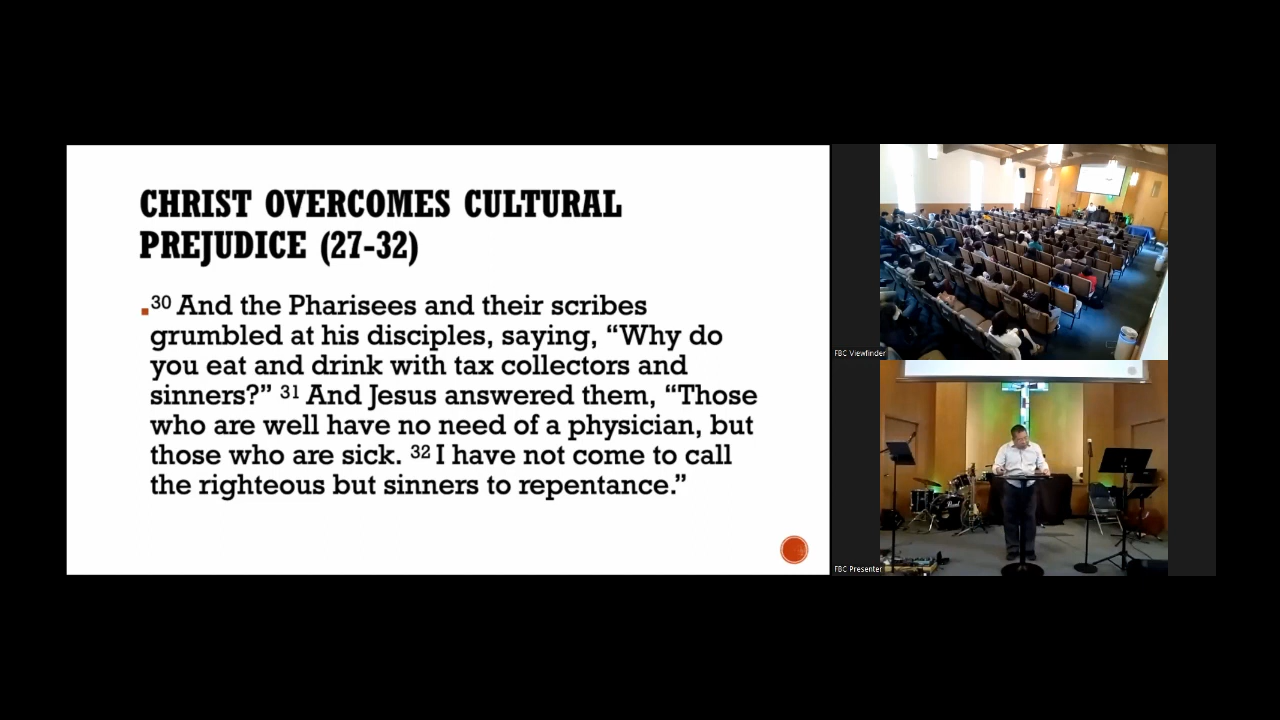 CHRIST OVERCOMES CULTURAL
PREJUDICE (27-32)
30 And the Pharisees and their scribes
grumbled at his disciples, saying, “Why do
you eat and drink with tax collectors and
sinners?” 31 And Jesus answered them, “Those
who are well have no need of a physician, but
those who are sick. 32 I have not come to call
the righteous but sinners to repentance.”
FBC Viewfinder
Pearl
FBC Presenter